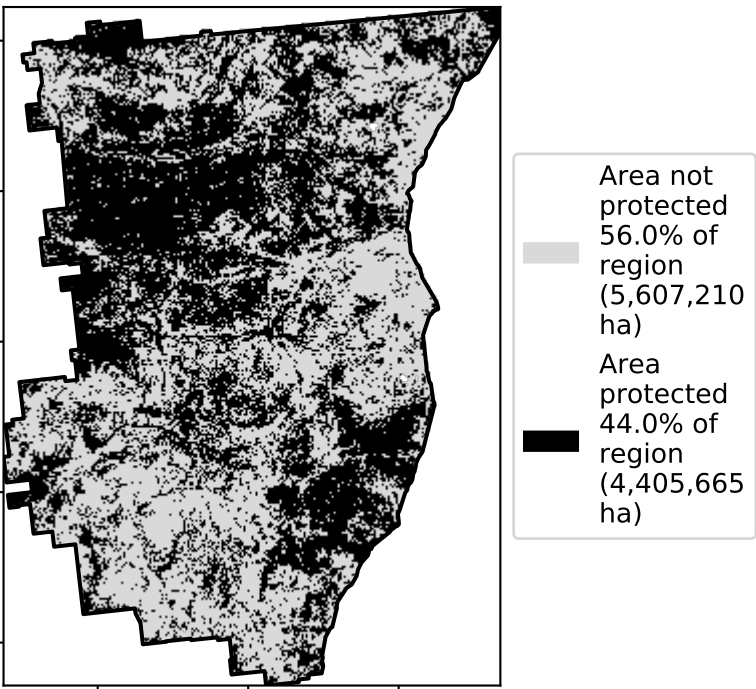 Area not
protected
56.0% of
region
(5,607,210
ha)
Area
protected
44.0% of
region
(4,405,665
ha)